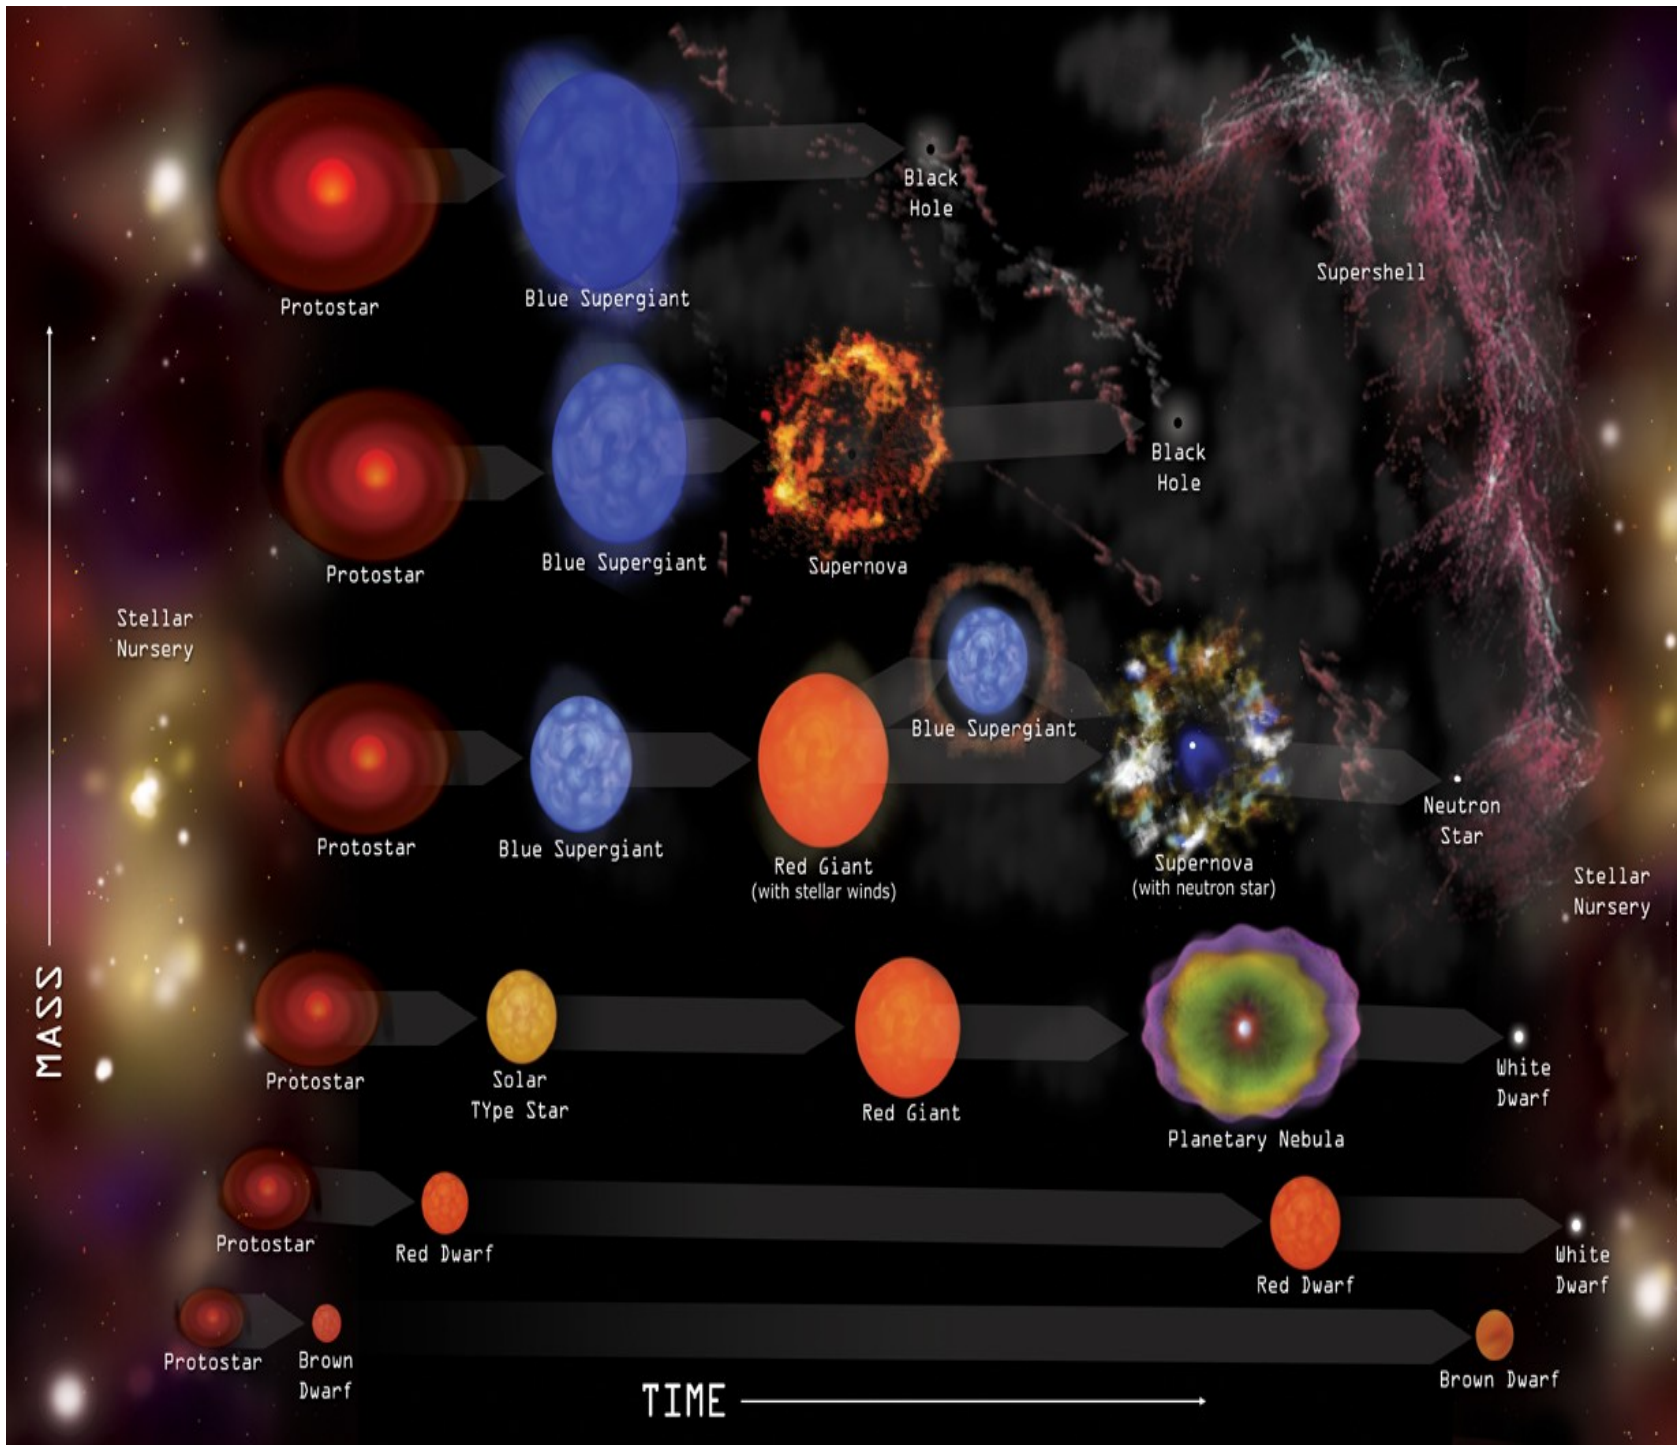 Protostar
Blue Supergiant
Black
Hole
Supershell
Protostar
Blue Supergiant
Supernova
Black
Hole
Stellar
Nursery
Protostar
Blue Supergiant
Red Giant
(with stellar winds)
Blue Supergiant
Supernova
(with neutron star)
Neutron
Star
Stellar
Nursery
MASS
Protostar
Solar
TYpe Star
Red Giant
Planetary Nebula
White
Dwarf
Protostar
Red Dwarf
Red Dwarf
White
Dwarf
Protostar
Brown
Dwarf
Brown Dwarf
TIME